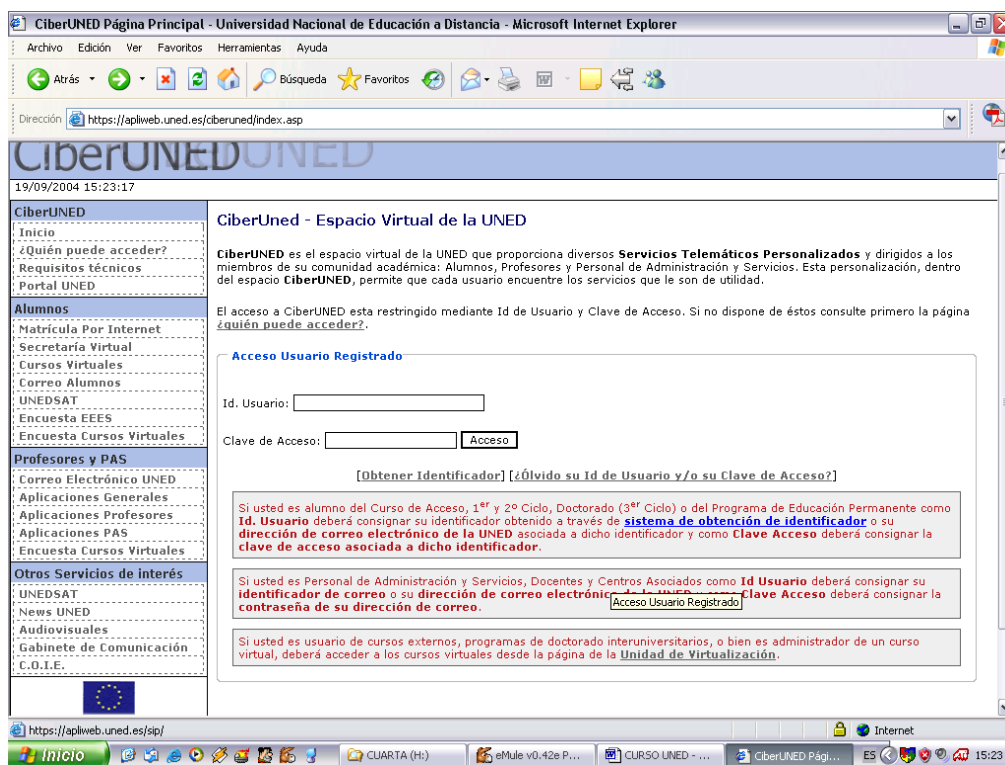 CiberUNED Página Principal - Universidad Nacional de Educación a Distancia - Microsoft Internet Explorer
Archivo Edición Ver Favoritos Herramientas Ayuda
Atrás Búsqueda Favoritos
Dirección https://apliweb.uned.es/ciberuned/index.asp
CiberUNED UNED
19/09/2004 15:23:17
CiberUNED
Inicio
¿Quién puede acceder?
Requisitos técnicos
Portal UNED
Alumnos
Matrícula Por Internet
Secretaría Virtual
Cursos Virtuales
Correo Alumnos
UNEDSAT
Encuesta EEES
Encuesta Cursos Virtuales
Profesores y PAS
Correo Electrónico UNED
Aplicaciones Generales
Aplicaciones Profesores
Aplicaciones PAS
Encuesta Cursos Virtuales
Otros Servicios de interés
UNEDSAT
News UNED
Audiovisuales
Gabinete de Comunicación
C.O.I.E.
CiberUned - Espacio Virtual de la UNED
CiberUNED es el espacio virtual de la UNED que proporciona diversos Servicios Telemáticos Personalizados y dirigidos a los
miembros de su comunidad académica: Alumnos, Profesores y Personal de Administración y Servicios. Esta personalización, dentro
del espacio CiberUNED, permite que cada usuario encuentre los servicios que le son de utilidad.
El acceso a CiberUNED esta restringido mediante Id de Usuario y Clave de Acceso. Si no dispone de éstos consulte primero la página
¿quién puede acceder?.
Acceso Usuario Registrado
Id. Usuario:
Clave de Acceso: Acceso
[Obtener Identificador] [¿Ólvido su Id de Usuario y/o su Clave de Acceso?]
Si usted es alumno del Curso de Acceso, 1er y 2º Ciclo, Doctorado (3er Ciclo) o del Programa de Educación Permanente como
Id. Usuario deberá consignar su identificador obtenido a través de sistema de obtención de identificador o su
dirección de correo electrónico de la UNED asociada a dicho identificador y como Clave Acceso deberá consignar la
clave de acceso asociada a dicho identificador.
Si usted es Personal de Administración y Servicios, Docentes y Centros Asociados como Id Usuario deberá consignar su
identificador de correo o su dirección de correo electrónico de la UNED y como Clave Acceso deberá consignar la
Acceso Usuario Registrado
contraseña de su dirección de correo.
Si usted es usuario de cursos externos, programas de doctorado interuniversitarios, o bien es administrador de un curso
virtual, deberá acceder a los cursos virtuales desde la página de la Unidad de Virtualización.
https://apliweb.uned.es/sip/ Internet
Inicio CUARTA (H:) eMule v0.42e P... CURSO UNED - ... CiberUNED Pági... ES 15:23